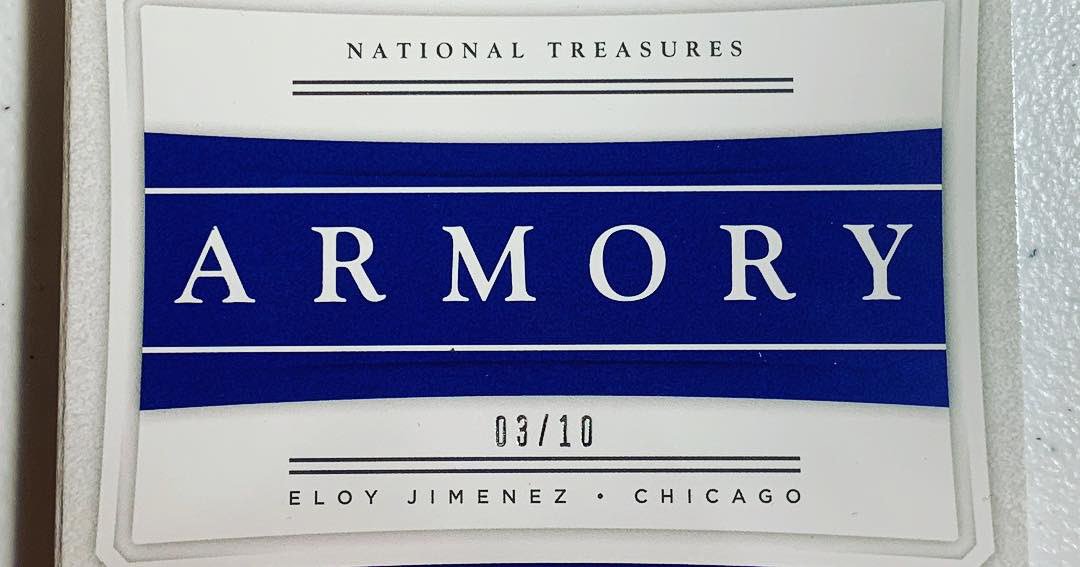 NATIONAL TREASURES
ARMORY
03/10
ELOY JIMENEZ • CHICAGO